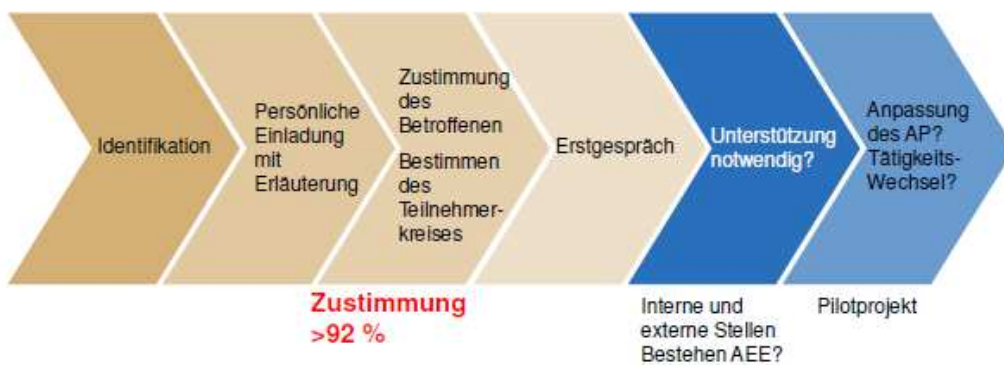 Identifikation
Persönliche
Einladung
mit
Erläuterung
Zustimmung
des
Betroffenen
Bestimmen
des
Teilnehmer-
kreises
Erstgespräch
Unterstützung
notwendig?
Anpassung
des AP?
Tätigkeits-
Wechsel?
Zustimmung
>92 %
Interne und
externe Stellen
Bestehen AEE?
Pilotprojekt